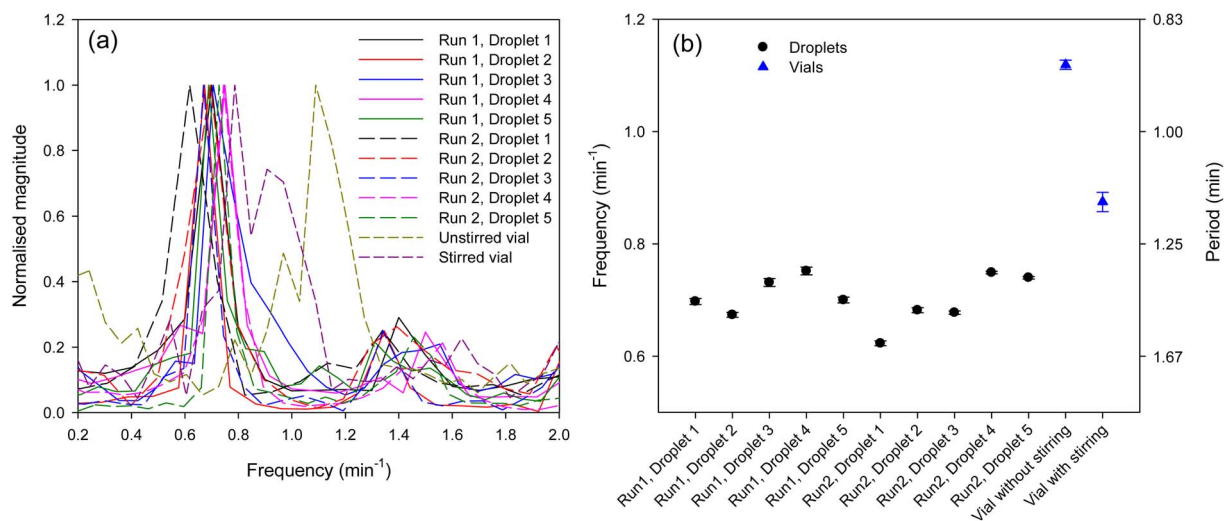 (a)
Normalised magnitude
1.2
1.0
0.8
0.6
0.4
0.2
0.0
0.2 0.4 0.6 0.8 1.0 1.2 1.4 1.6 1.8 2.0
Frequency (min-1)
Run 1, Droplet 1
Run 1, Droplet 2
Run 1, Droplet 3
Run 1, Droplet 4
Run 1, Droplet 5
Run 2, Droplet 1
Run 2, Droplet 2
Run 2, Droplet 3
Run 2, Droplet 4
Run 2, Droplet 5
Unstirred vial
Stirred vial
(b)
Droplets
Vials
Frequency (min-1)
1.2
1.0
0.8
0.6
0.83
1.00
1.25
1.67
Period (min)
Run1, Droplet 1
Run1, Droplet 2
Run1, Droplet 3
Run1, Droplet 4
Run1, Droplet 5
Run2, Droplet 1
Run2, Droplet 2
Run2, Droplet 3
Run2, Droplet 4
Run2, Droplet 5
Vial without stirring
Vial with stirring